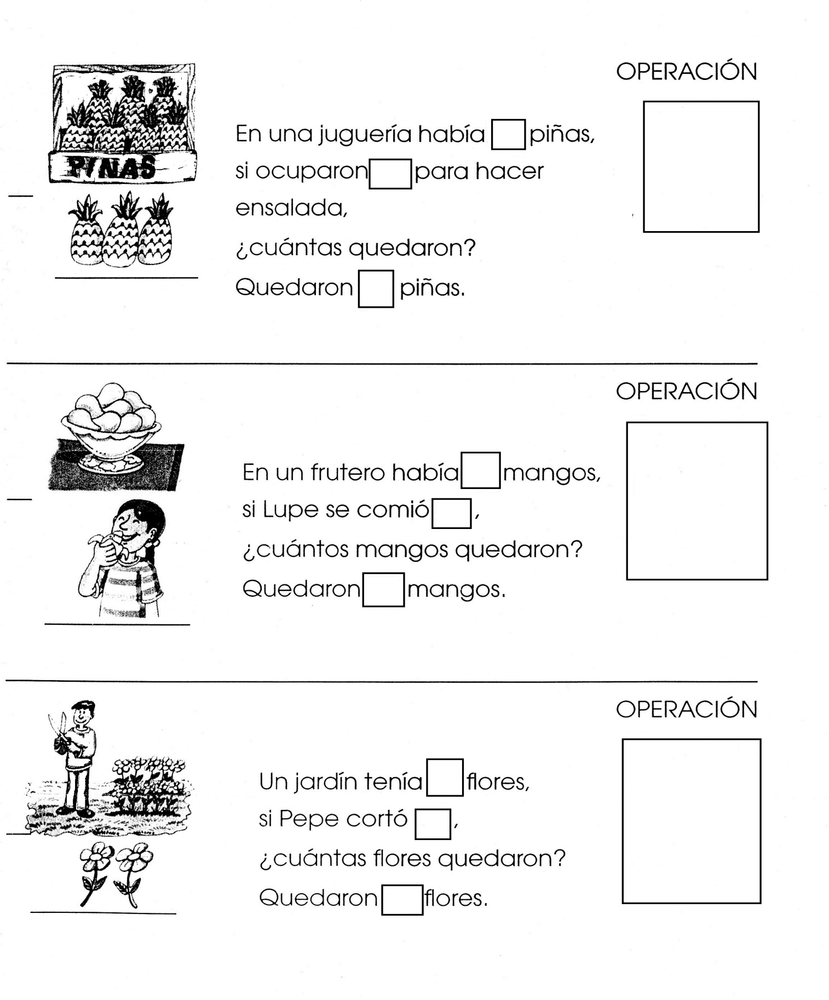 OPERACIÓN
PIÑAS
En una juguería había piñas,
si ocuparon para hacer
ensalada,
¿cuántas quedaron?
Quedaron piñas.
OPERACIÓN
En un frutero había mangos,
si Lupe se comió ,
¿cuántos mangos quedaron?
Quedaron mangos.
OPERACIÓN
Un jardín tenía flores,
si Pepe cortó ,
¿cuántas flores quedaron?
Quedaron flores.